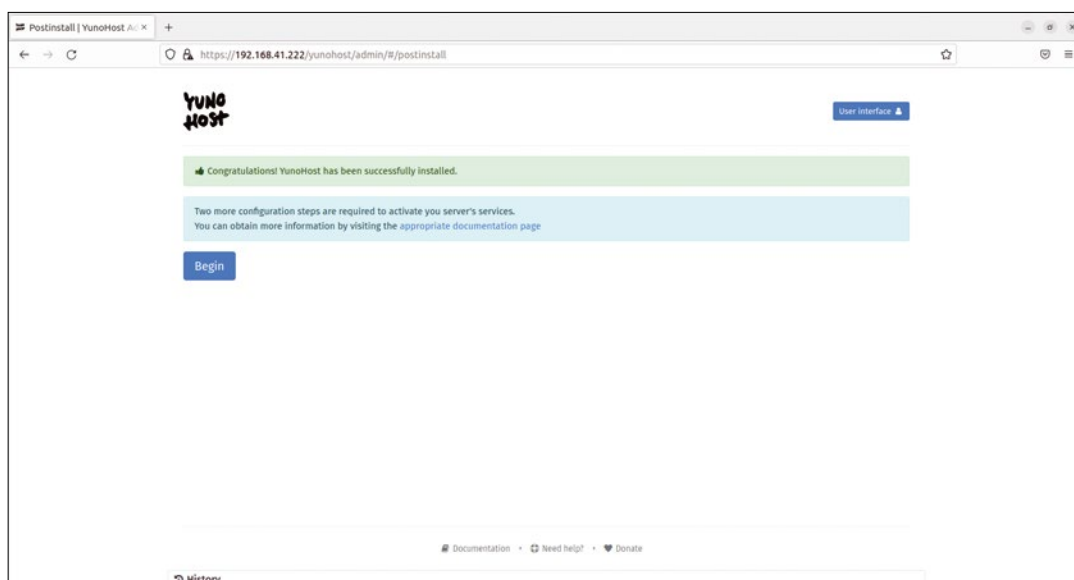 Postinstall | YunoHost Ad
https://192.168.41.222/yunohost/admin/#/postinstall
YUNO
HOST
User interface
Congratulations! YunoHost has been successfully installed.
Two more configuration steps are required to activate you server's services.
You can obtain more information by visiting the appropriate documentation page
Begin
Documentation • Need help? • Donate
History